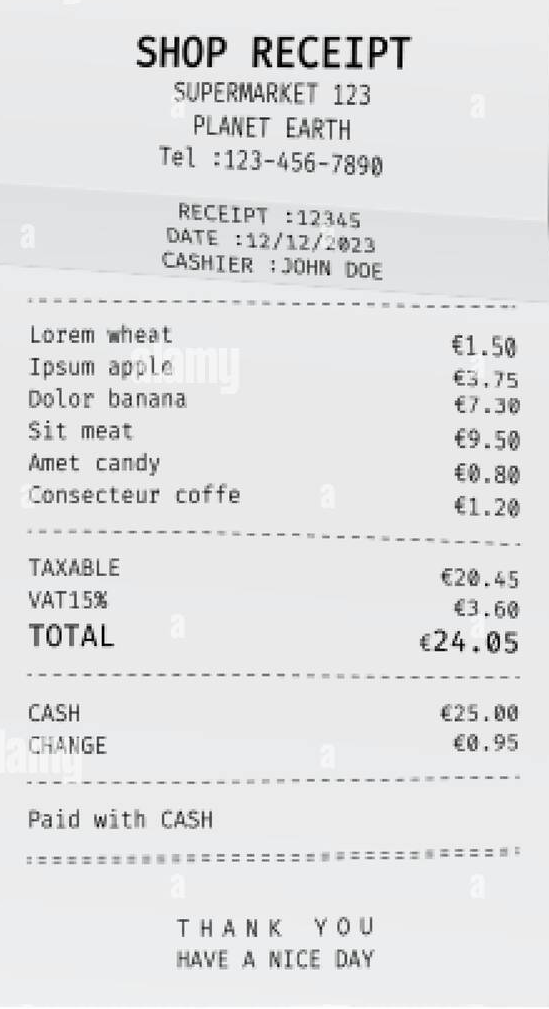 SHOP RECEIPT
SUPERMARKET 123
PLANET EARTH
Tel :123-456-7890
RECEIPT :12345
DATE :12/12/2023
CASHIER :JOHN DOE
Lorem wheat €1.50
Ipsum apple €3.75
Dolor banana €7.30
Sit meat €9.50
Amet candy €0.80
Consecteur coffe €1.20
TAXABLE €20.45
VAT15% €3.60
TOTAL €24.05
CASH €25.00
CHANGE €0.95
Paid with CASH
THANK YOU
HAVE A NICE DAY
alamy